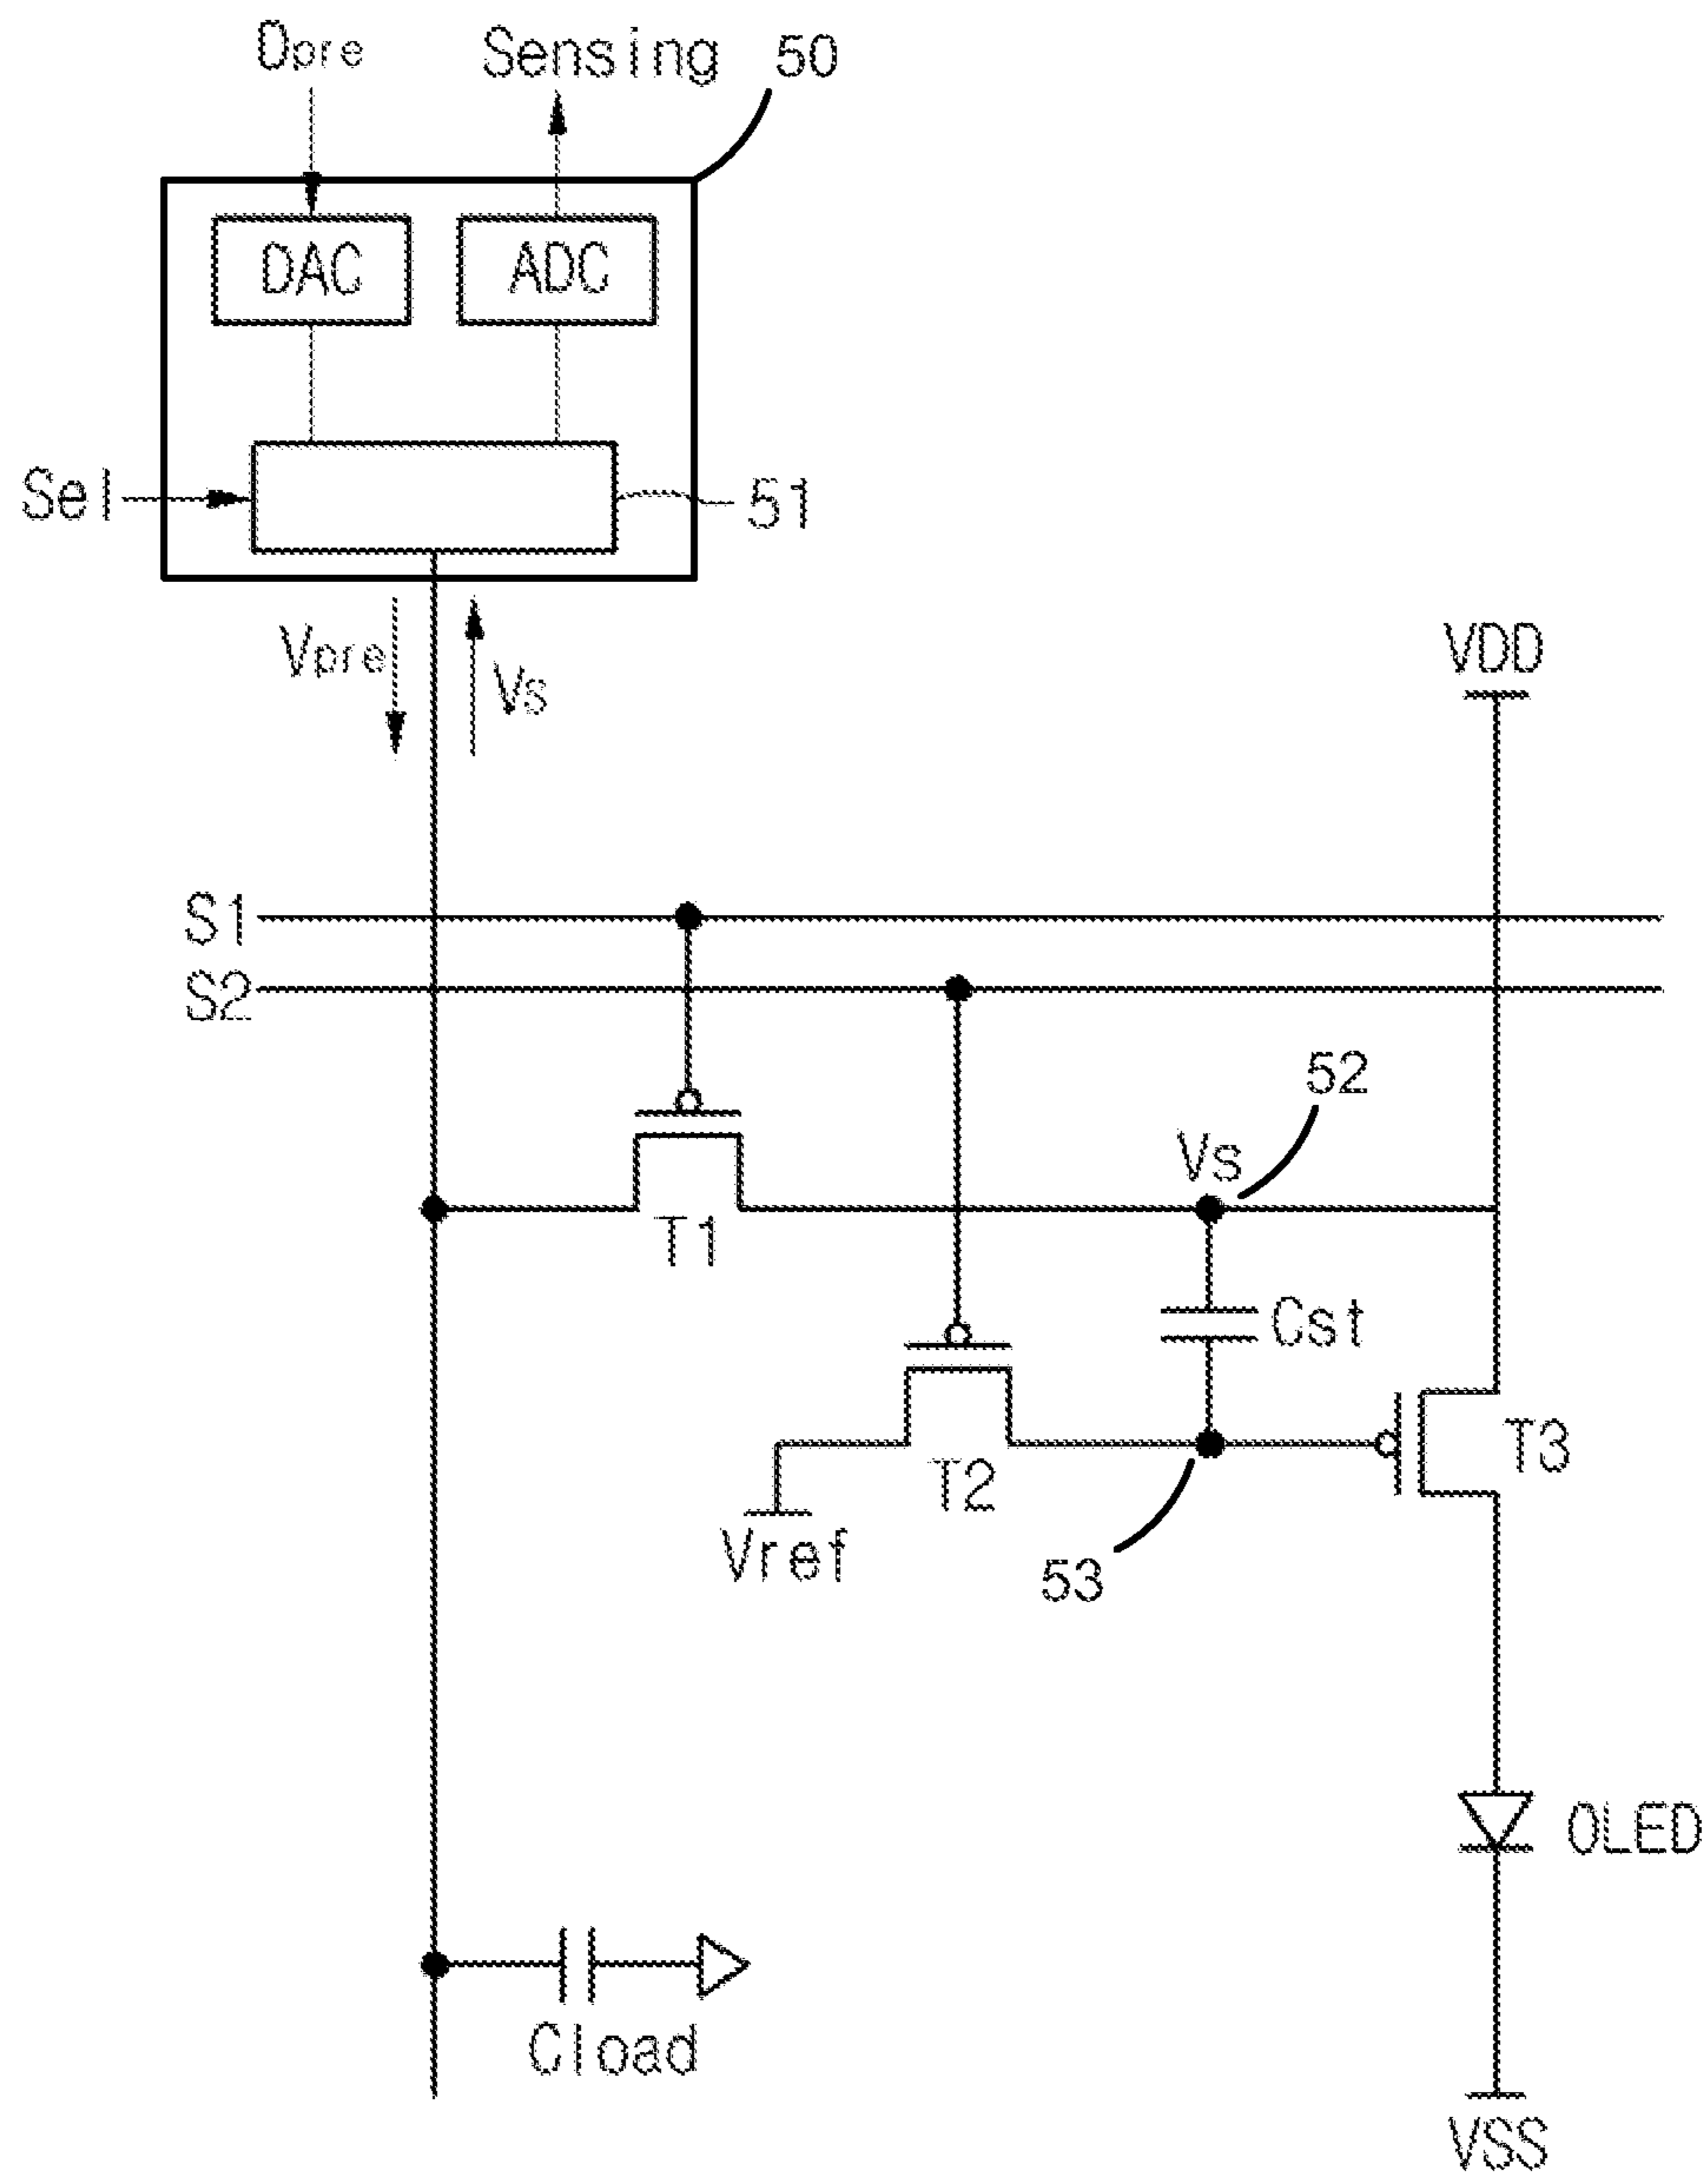 Dpre
Sensing
50
DAC
ADC
Sel
51
Vpre
Vs
VDD
S1
S2
52
Vs
T1
Cst
T2
T3
Vref
53
OLED
Cload
VSS